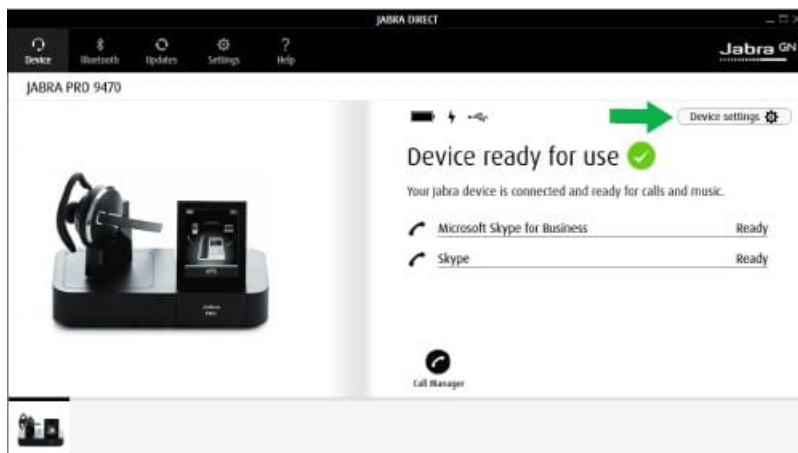 JABRA DIRECT
Device Bluetooth Updates Settings Help
Jabra GN
JABRA PRO 9470
Device settings
Device ready for use
Your Jabra device is connected and ready for calls and music.
Microsoft Skype for Business Ready
Skype Ready
Jabra
PRO
Call Manager